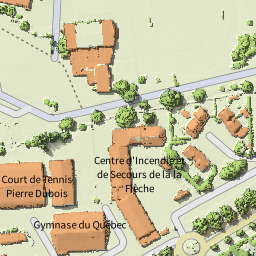 Centre d'Incendie et
de Secours de la la
Flèche
Court de Tennis
Pierre Dubois
Gymnase du Québec